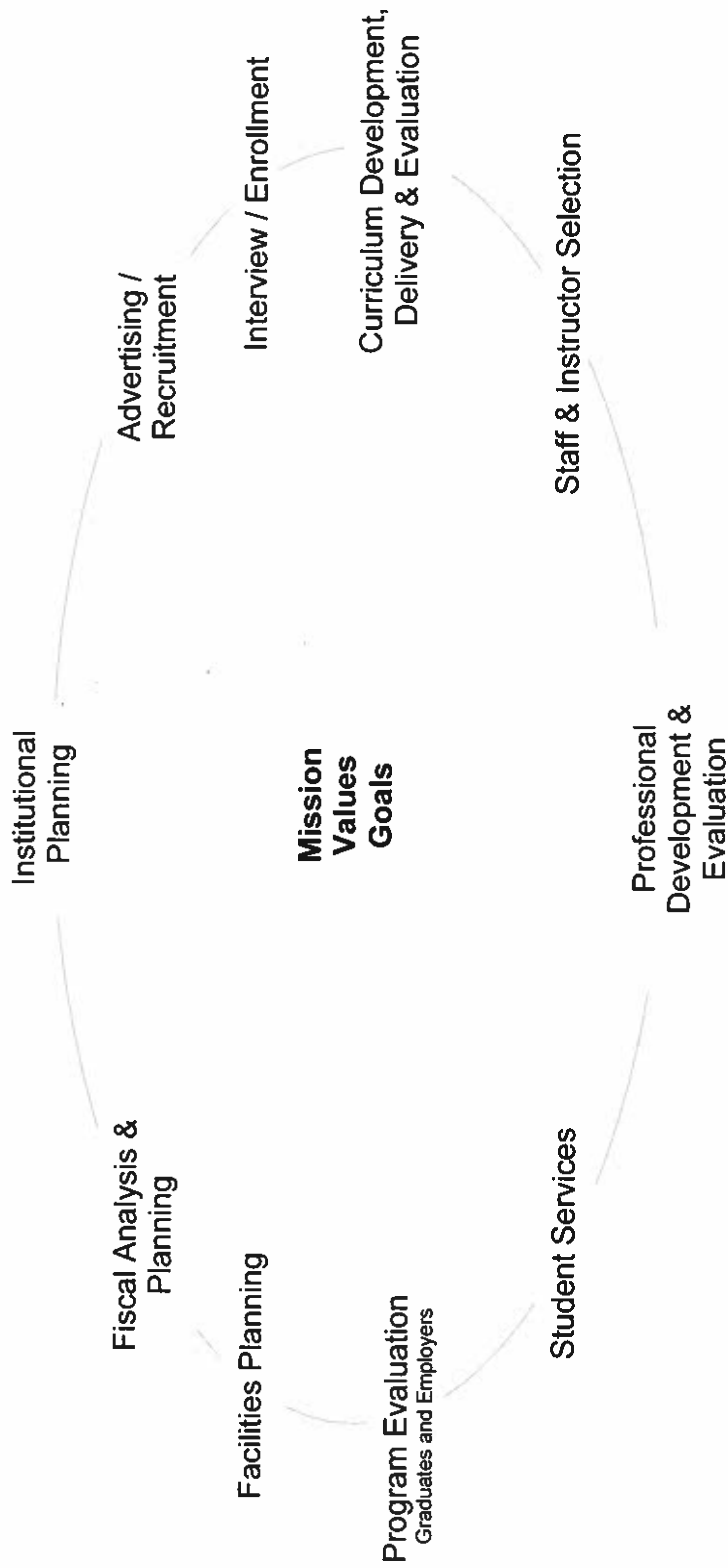 Institutional
Planning
Advertising /
Recruitment
Interview / Enrollment
Curriculum Development,
Delivery & Evaluation
Staff & Instructor Selection
Professional
Development &
Evaluation
Student Services
Program Evaluation
Graduates and Employers
Facilities Planning
Fiscal Analysis &
Planning
Mission
Values
Goals